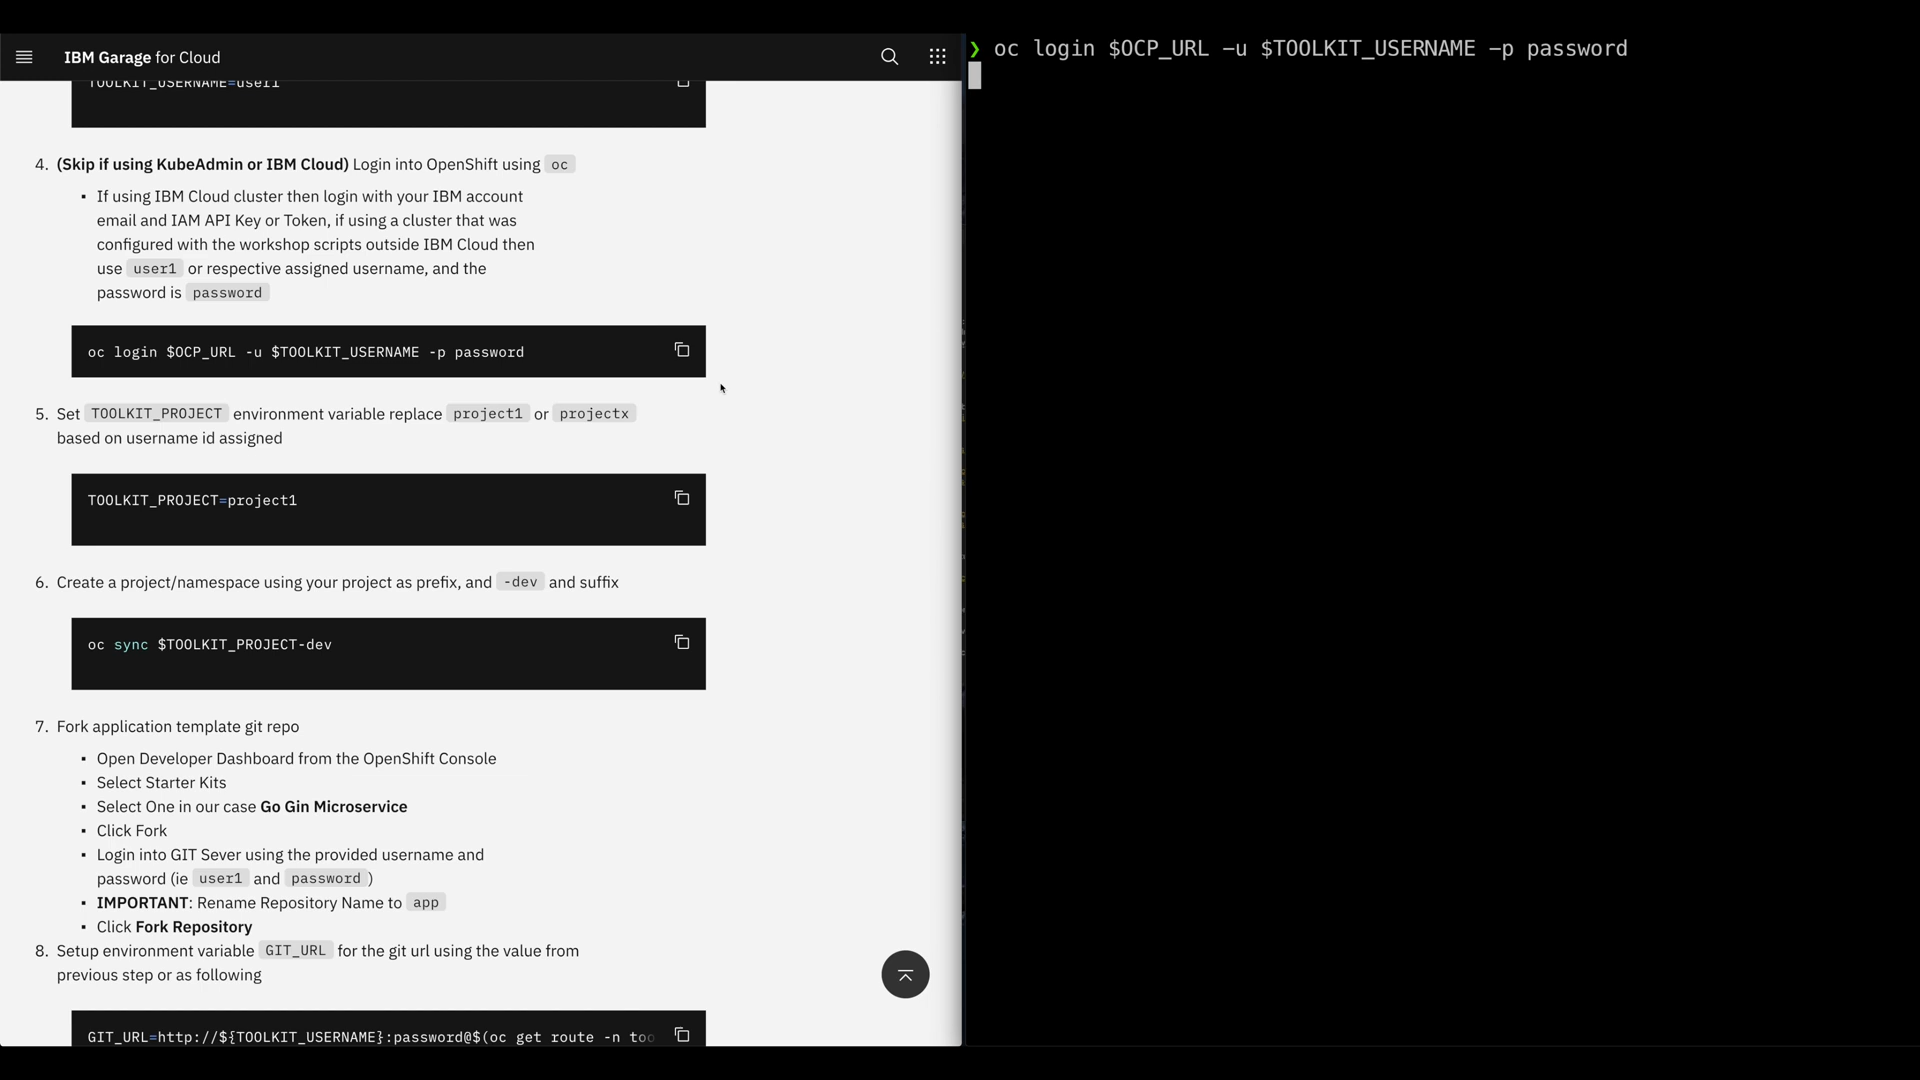 IBM Garage for Cloud
TOOLKIT_USERNAME=user1
4. (Skip if using KubeAdmin or IBM Cloud) Login into OpenShift using oc
▪ If using IBM Cloud cluster then login with your IBM account
email and IAM API Key or Token, if using a cluster that was
configured with the workshop scripts outside IBM Cloud then
use user1 or respective assigned username, and the
password is password
oc login $OCP_URL -u $TOOLKIT_USERNAME -p password
5. Set TOOLKIT_PROJECT environment variable replace project1 or projectx
based on username id assigned
TOOLKIT_PROJECT=project1
6. Create a project/namespace using your project as prefix, and -dev and suffix
oc sync $TOOLKIT_PROJECT-dev
7. Fork application template git repo
▪ Open Developer Dashboard from the OpenShift Console
▪ Select Starter Kits
▪ Select One in our case Go Gin Microservice
▪ Click Fork
▪ Login into GIT Sever using the provided username and
password (ie user1 and password )
▪ IMPORTANT: Rename Repository Name to app
▪ Click Fork Repository
8. Setup environment variable GIT_URL for the git url using the value from
previous step or as following
GIT_URL=http://${TOOLKIT_USERNAME}:password@$(oc get route -n too
❯ oc login $OCP_URL -u $TOOLKIT_USERNAME -p password